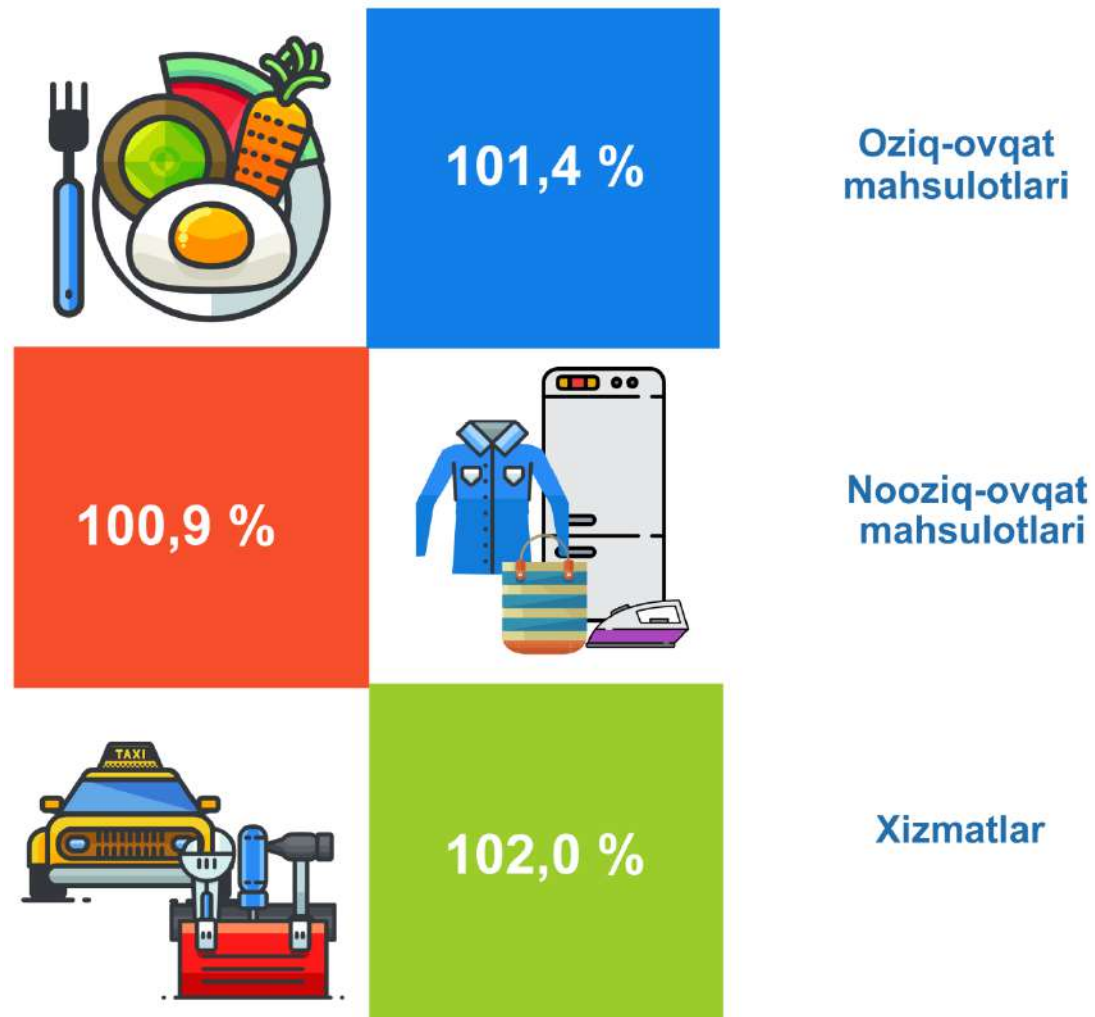 101,4 %
Oziq-ovqat
mahsulotlari
100,9 %
Nooziq-ovqat
mahsulotlari
TAXI
102,0 %
Xizmatlar